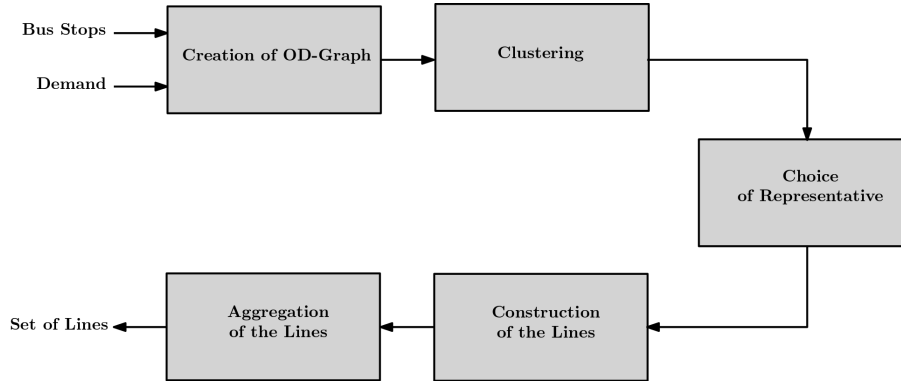 Bus Stops
Demand
Creation of OD-Graph
Clustering
Choice
of Representative
Construction
of the Lines
Aggregation
of the Lines
Set of Lines